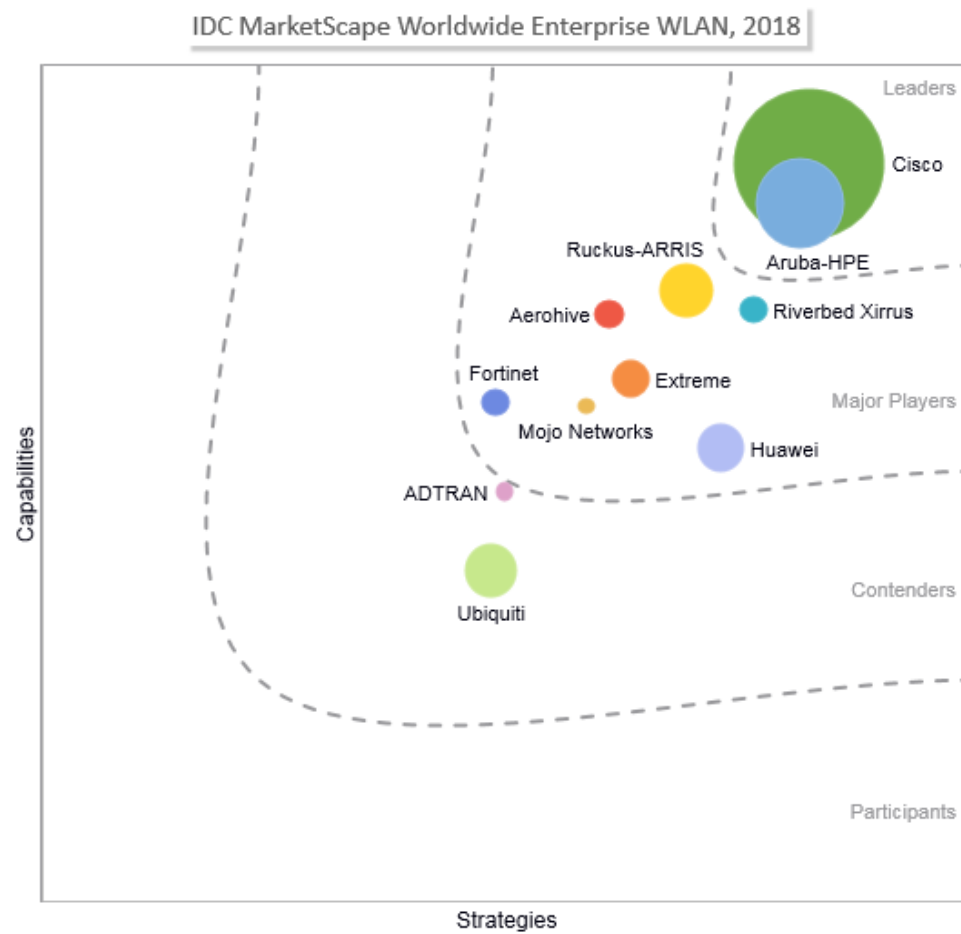 IDC MarketScape Worldwide Enterprise WLAN, 2018
Leaders
Cisco
Ruckus-ARRIS
Aruba-HPE
Aerohive
Riverbed Xirrus
Fortinet
Extreme
Major Players
Mojo Networks
Huawei
Capabilities
ADTRAN
Contenders
Ubiquiti
Participants
Strategies